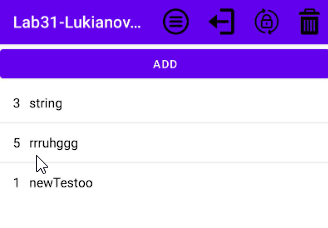 Lab31-Lukianov...
ADD
3 string
5 rrruhggg
1 newTestoo